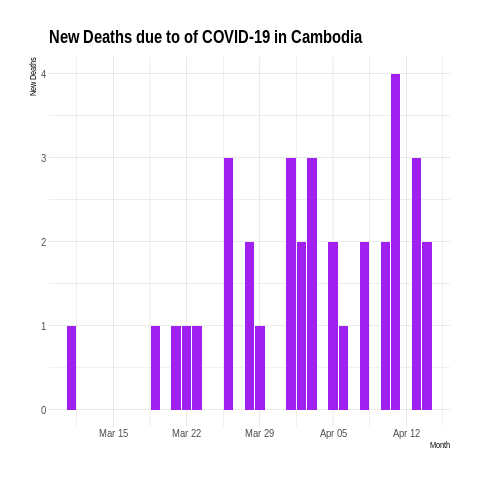 New Deaths due to of COVID-19 in Cambodia
New Deaths
4
3
2
1
0
Mar 15 Mar 22 Mar 29 Apr 05 Apr 12
Month